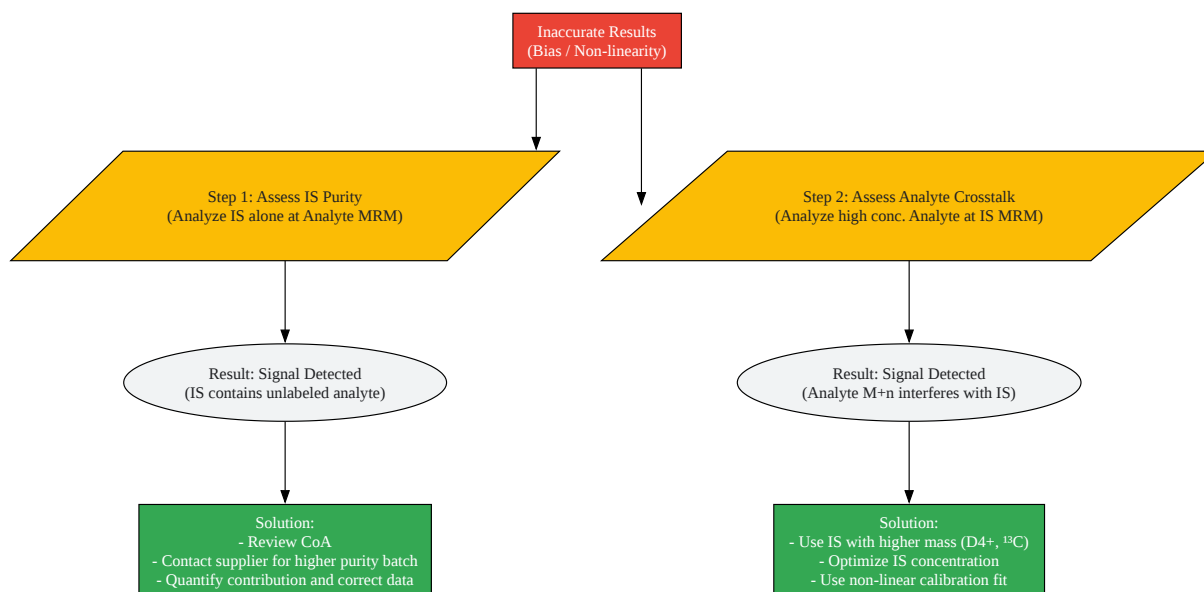 Inaccurate Results
(Bias / Non-linearity)
Step 1: Assess IS Purity
(Analyze IS alone at Analyte MRM)
Step 2: Assess Analyte Crosstalk
(Analyze high conc. Analyte at IS MRM)
Result: Signal Detected
(IS contains unlabeled analyte)
Result: Signal Detected
(Analyte M+n interferes with IS)
Solution:
- Review CoA
- Contact supplier for higher purity batch
- Quantify contribution and correct data
Solution:
- Use IS with higher mass (D4+, ¹³C)
- Optimize IS concentration
- Use non-linear calibration fit